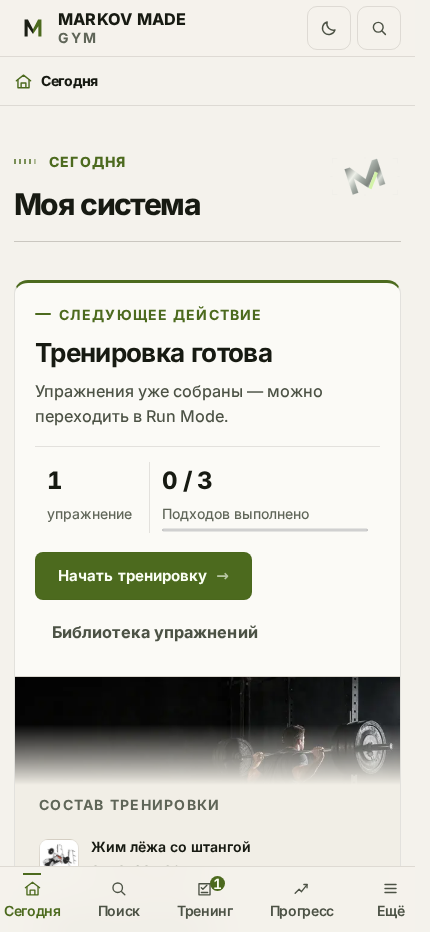 MARKOV MADE
GYM
Сегодня
СЕГОДНЯ
Моя система
СЛЕДУЮЩЕЕ ДЕЙСТВИЕ
Тренировка готова
Упражнения уже собраны — можно
переходить в Run Mode.
1
упражнение
0 / 3
Подходов выполнено
Начать тренировку →
Библиотека упражнений
СОСТАВ ТРЕНИРОВКИ
Жим лёжа со штангой
1
Сегодня
Поиск
Тренинг
Прогресс
Ещё